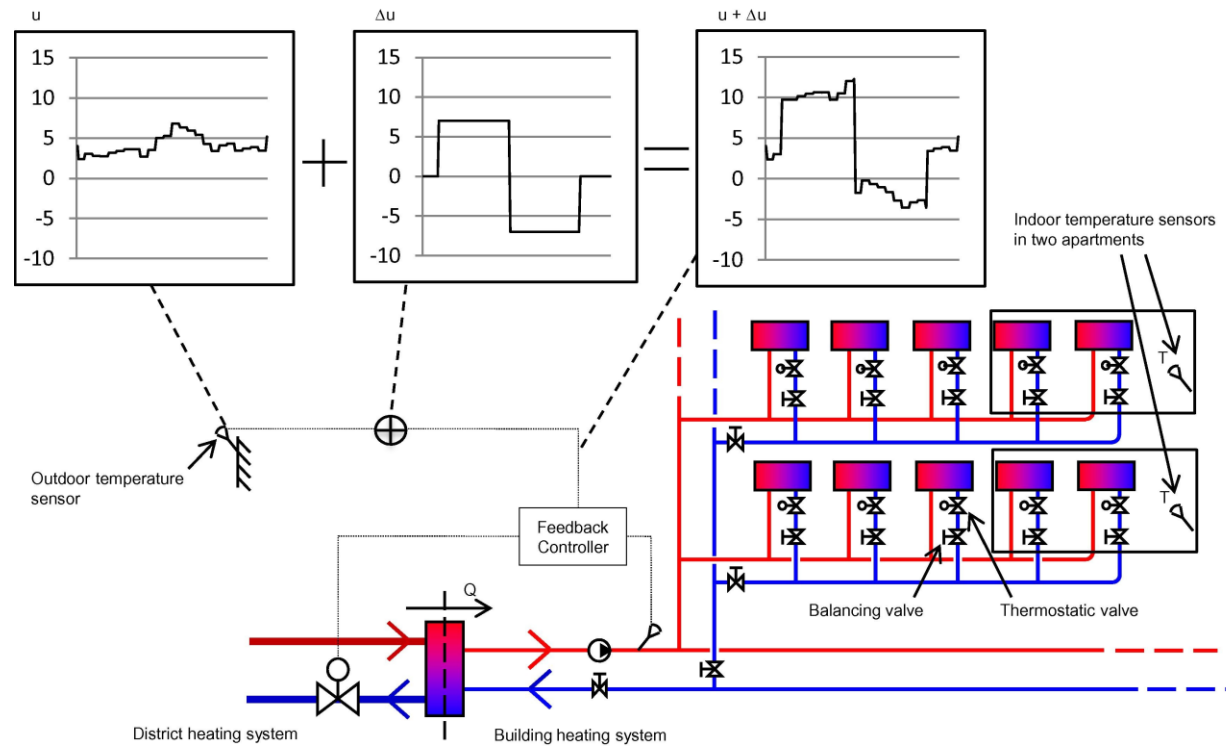 u
Δu
u + Δu
15
10
5
0
-5
-10
15
10
5
0
-5
-10
15
10
5
0
-5
-10
Indoor temperature sensors
in two apartments
T
T
Outdoor temperature
sensor
Feedback
Controller
Q
Balancing valve
Thermostatic valve
District heating system
Building heating system